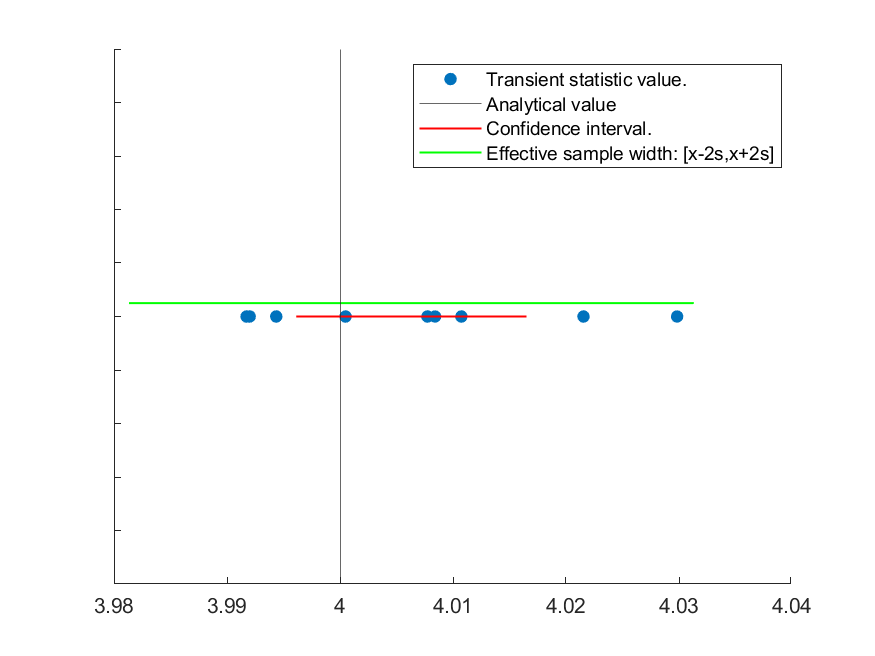 Transient statistic value.
Analytical value
Confidence interval.
Effective sample width: [x-2s,x+2s]
3.98 3.99 4 4.01 4.02 4.03 4.04